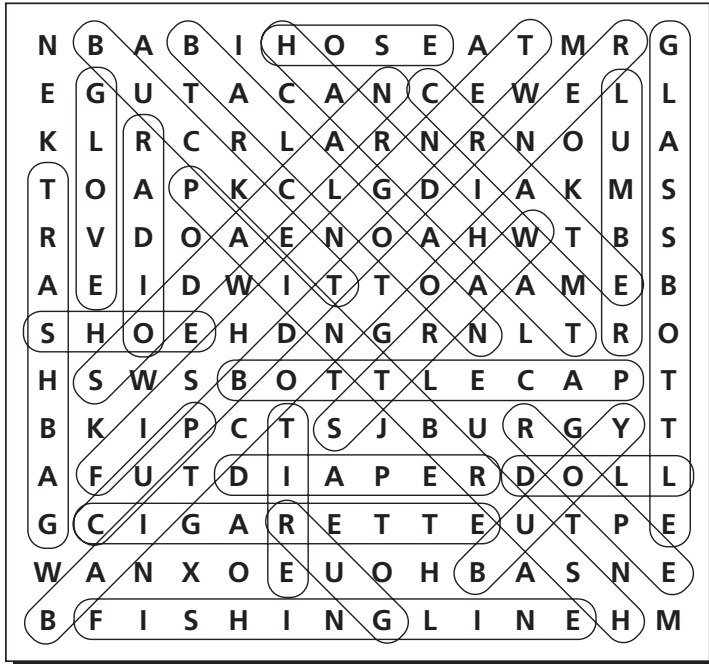 N B A B I H O S E A T M R G
E G U T A C A N C E W E L L
K L R C R L A R N R N O U A
T O A P K C L G D I A K M S
R V D O A E N O A H W T B S
A E I D W I T T O A A M E B
S H O E H D N G R N L T R O
H S W S B O T T L E C A P T
B K I P C T S J B U R G Y T
A F U T D I A P E R D O L L
G C I G A R E T T E U T P E
W A N X O E U O H B A S N E
B F I S H I N G L I N E H M